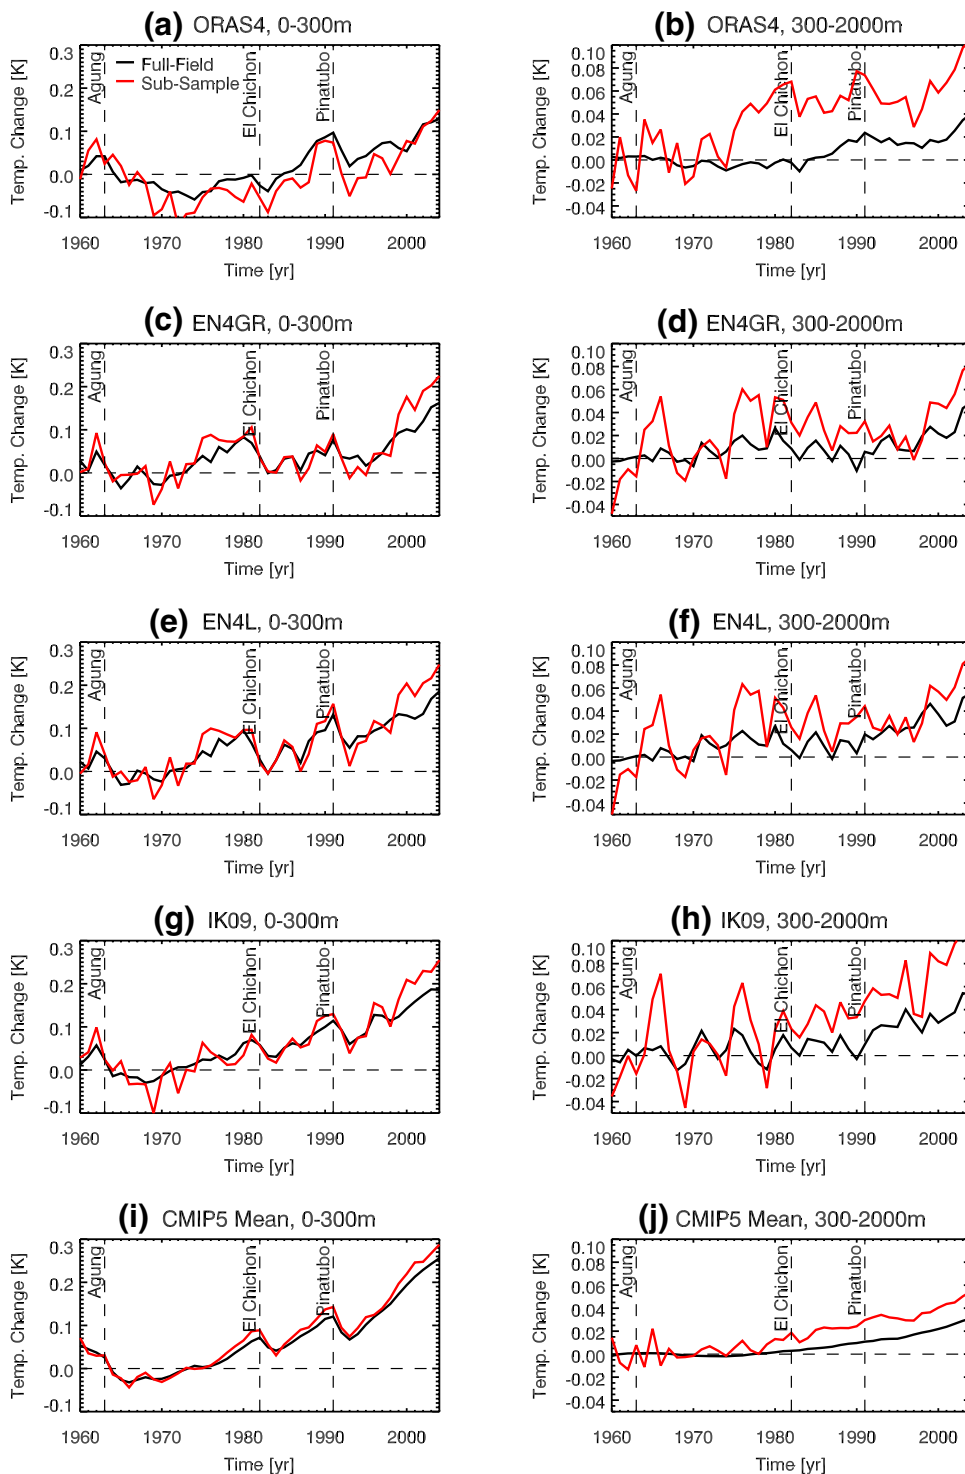 (a) ORAS4, 0-300m
Temp. Change [K]
0.3
0.2
0.1
0.0
-0.1
Full-Field
Sub-Sample
Agung
El Chichon
Pinatubo
1960 1970 1980 1990 2000
Time [yr]
(b) ORAS4, 300-2000m
Temp. Change [K]
0.10
0.08
0.06
0.04
0.02
0.00
-0.02
-0.04
Agung
El Chichon
Pinatubo
1960 1970 1980 1990 2000
Time [yr]
(c) EN4GR, 0-300m
Temp. Change [K]
0.3
0.2
0.1
0.0
-0.1
Agung
El Chichon
Pinatubo
1960 1970 1980 1990 2000
Time [yr]
(d) EN4GR, 300-2000m
Temp. Change [K]
0.10
0.08
0.06
0.04
0.02
0.00
-0.02
-0.04
Agung
El Chichon
Pinatubo
1960 1970 1980 1990 2000
Time [yr]
(e) EN4L, 0-300m
Temp. Change [K]
0.3
0.2
0.1
0.0
-0.1
Agung
El Chichon
Pinatubo
1960 1970 1980 1990 2000
Time [yr]
(f) EN4L, 300-2000m
Temp. Change [K]
0.10
0.08
0.06
0.04
0.02
0.00
-0.02
-0.04
Agung
El Chichon
Pinatubo
1960 1970 1980 1990 2000
Time [yr]
(g) IK09, 0-300m
Temp. Change [K]
0.3
0.2
0.1
0.0
-0.1
Agung
El Chichon
Pinatubo
1960 1970 1980 1990 2000
Time [yr]
(h) IK09, 300-2000m
Temp. Change [K]
0.10
0.08
0.06
0.04
0.02
0.00
-0.02
-0.04
Agung
El Chichon
Pinatubo
1960 1970 1980 1990 2000
Time [yr]
(i) CMIP5 Mean, 0-300m
Temp. Change [K]
0.3
0.2
0.1
0.0
-0.1
Agung
El Chichon
Pinatubo
1960 1970 1980 1990 2000
Time [yr]
(j) CMIP5 Mean, 300-2000m
Temp. Change [K]
0.10
0.08
0.06
0.04
0.02
0.00
-0.02
-0.04
Agung
El Chichon
Pinatubo
1960 1970 1980 1990 2000
Time [yr]